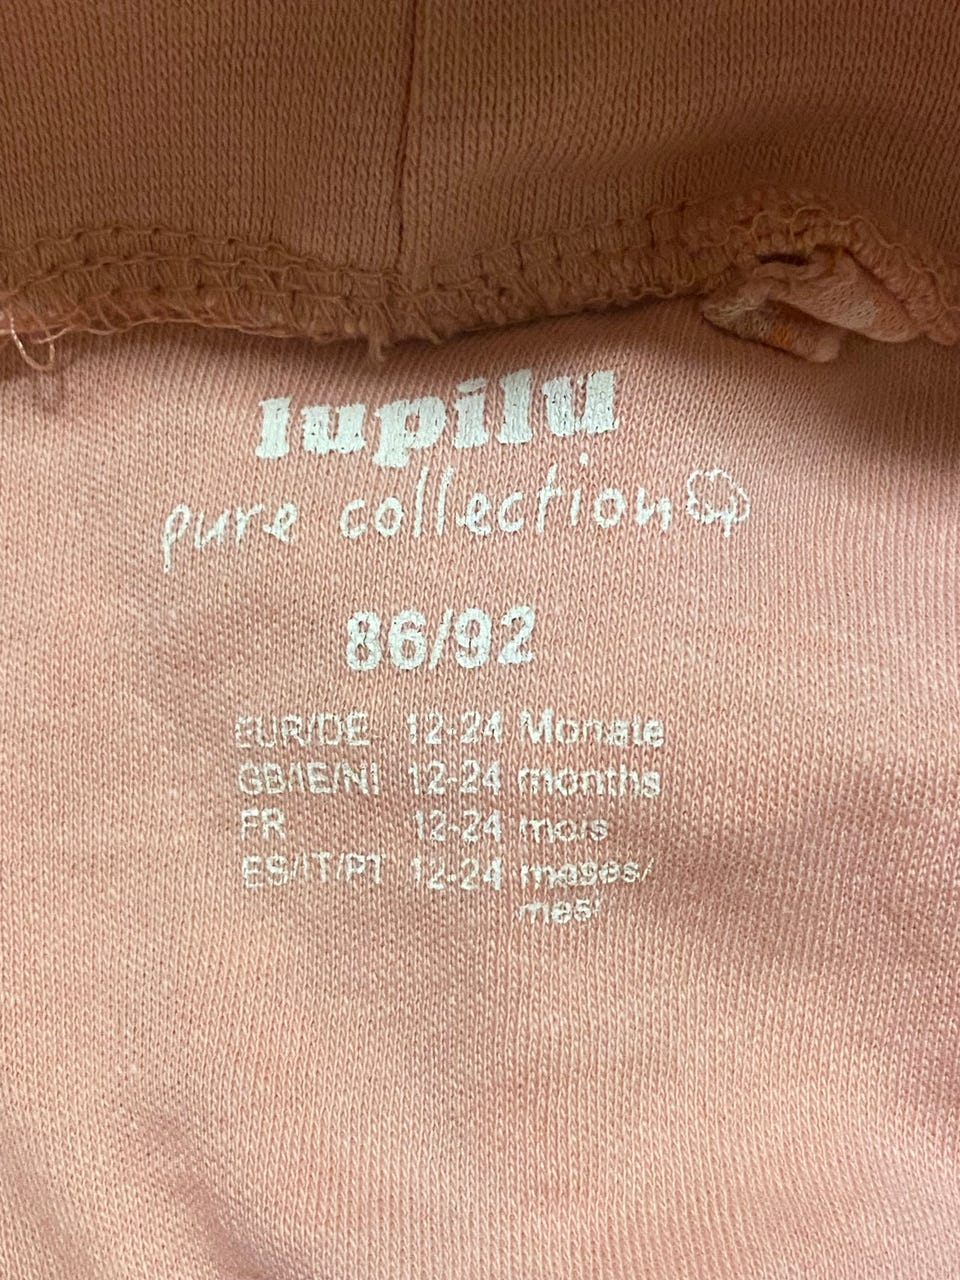 lupilu
pure collection
86/92
EUR/DE 12-24 Monate
GB/IE/NI 12-24 months
FR 12-24 mois
ES/IT/PT 12-24 meses/
mesi